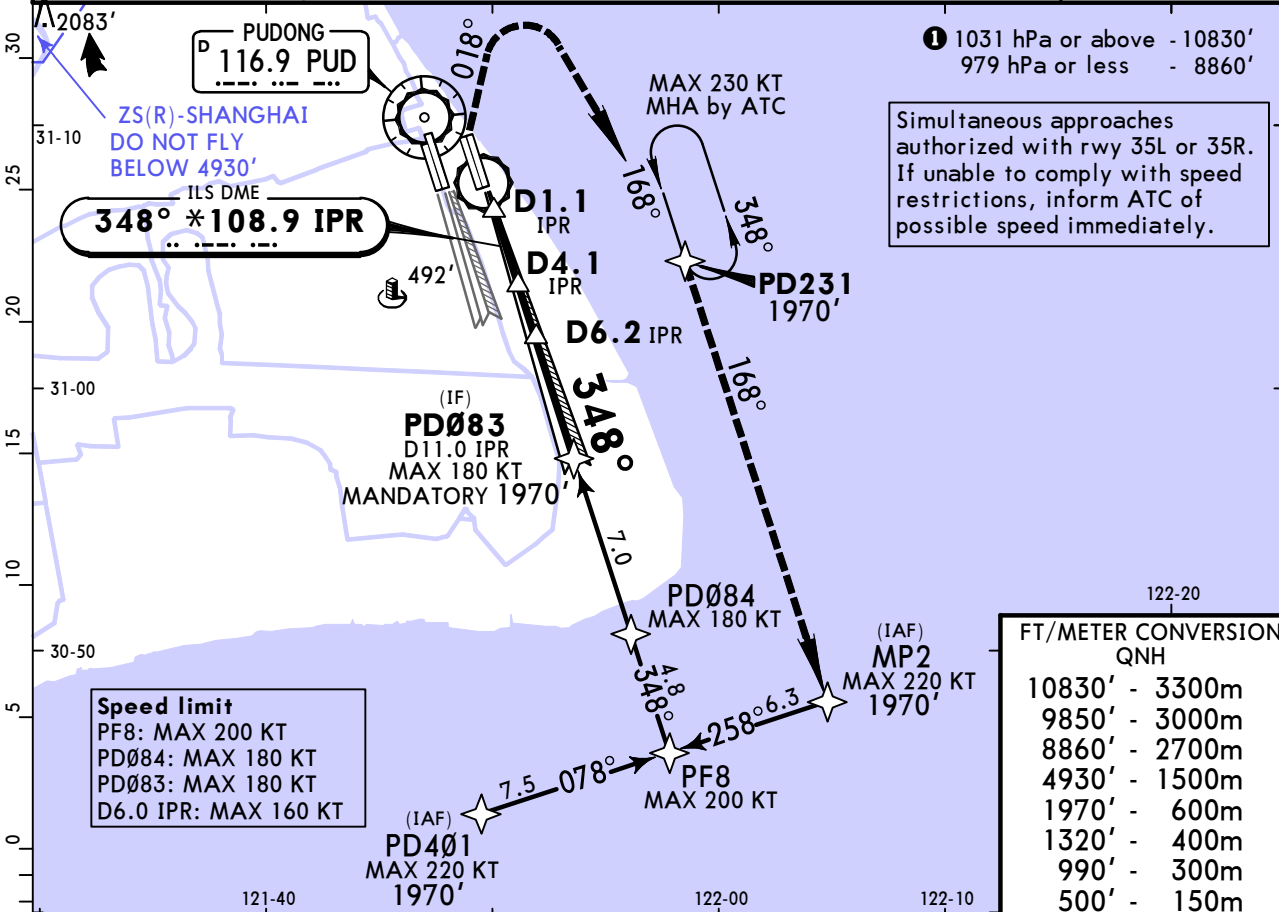 2083'
PUDONG
D 116.9 PUD
ZS(R)-SHANGHAI
DO NOT FLY
BELOW 4930'
ILS DME
348° *108.9 IPR
018°
MAX 230 KT
MHA by ATC
1 1031 hPa or above - 10830'
979 hPa or less - 8860'
Simultaneous approaches
authorized with rwy 35L or 35R.
If unable to comply with speed
restrictions, inform ATC of
possible speed immediately.
168°
348°
PD231
1970'
168°
D1.1
IPR
D4.1
IPR
492'
D6.2 IPR
348°
(IF)
PDØ83
D11.0 IPR
MAX 180 KT
MANDATORY 1970'
7.0
PDØ84
MAX 180 KT
4.8
348°
(IAF)
MP2
MAX 220 KT
1970'
6.3
258°
PF8
MAX 200 KT
7.5
078°
(IAF)
PD4Ø1
MAX 220 KT
1970'
Speed limit
PF8: MAX 200 KT
PDØ84: MAX 180 KT
PDØ83: MAX 180 KT
D6.0 IPR: MAX 160 KT
FT/METER CONVERSION
QNH
10830' - 3300m
9850' - 3000m
8860' - 2700m
4930' - 1500m
1970' - 600m
1320' - 400m
990' - 300m
500' - 150m
30
25
20
15
10
5
0
31-10
31-00
30-50
121-40
122-00
122-10
122-20